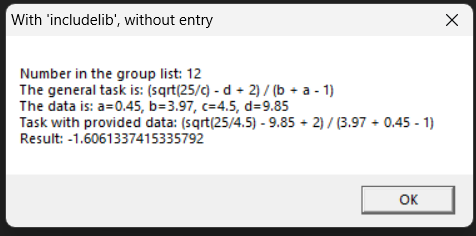 With 'includelib', without entry
Number in the group list: 12
The general task is: (sqrt(25/c) - d + 2) / (b + a - 1)
The data is: a=0.45, b=3.97, c=4.5, d=9.85
Task with provided data: (sqrt(25/4.5) - 9.85 + 2) / (3.97 + 0.45 - 1)
Result: -1.6061337415335792
OK